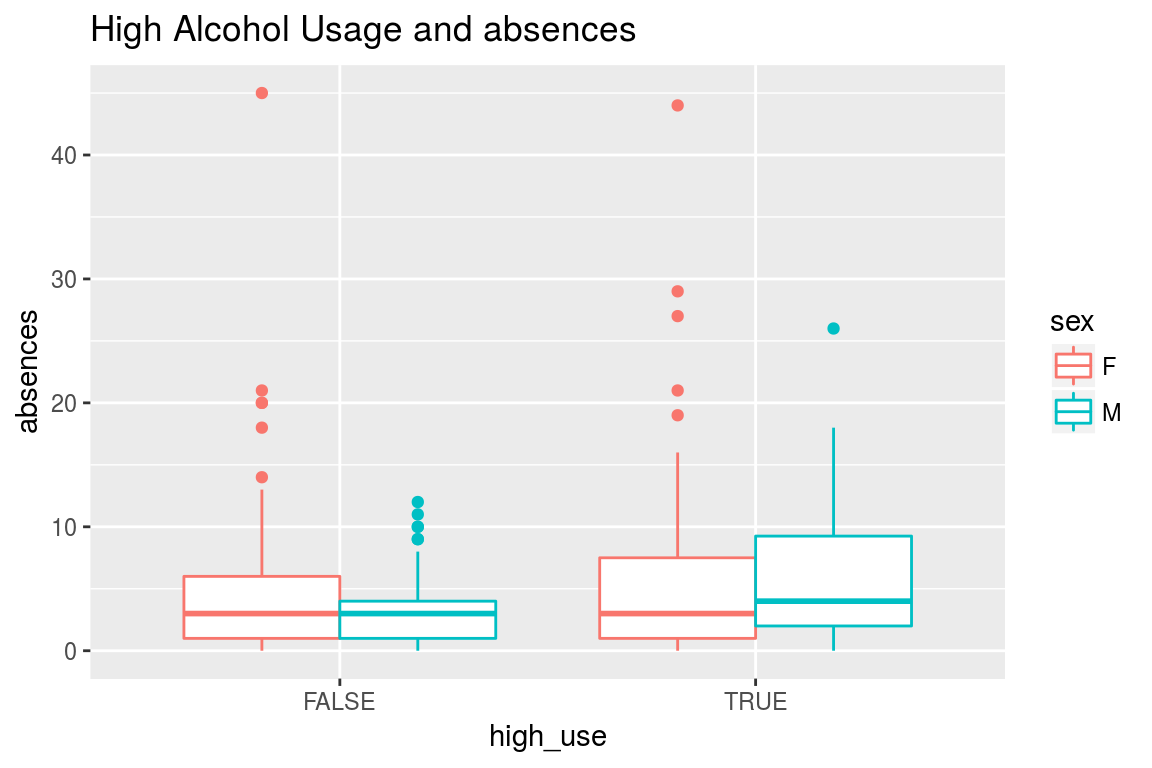 High Alcohol Usage and absences
absences
40
30
20
10
0
FALSE TRUE
high_use
sex
F
M